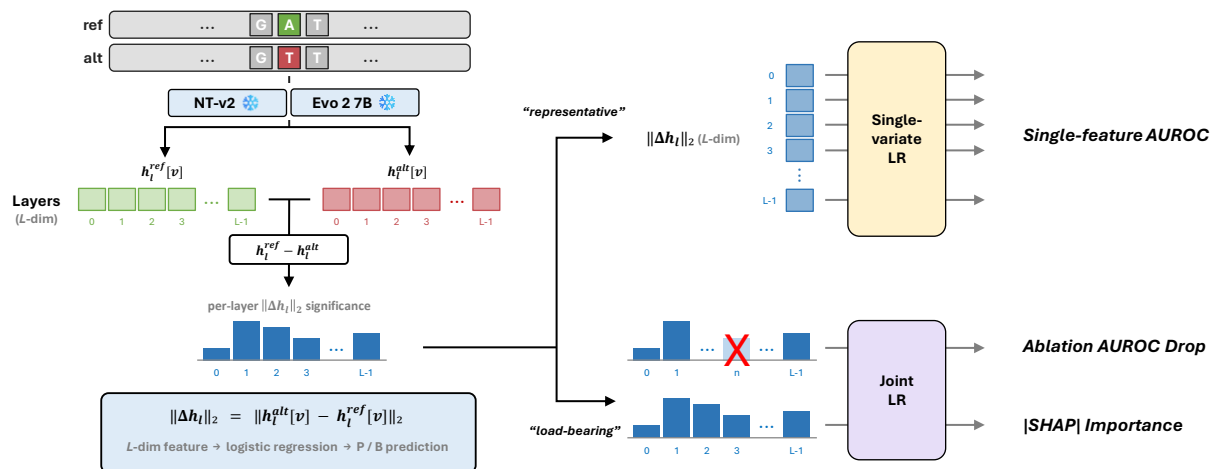 ref ... G A T ...
alt ... G T T ...
NT-v2
Evo 2 7B
h_l^{ref}[v]
h_l^{alt}[v]
Layers
(L-dim)
...
...
0 1 2 3 L-1
0 1 2 3 L-1
h_l^{ref} − h_l^{alt}
per-layer ‖Δh_l‖₂ significance
...
0 1 2 3 L-1
‖Δh_l‖₂ = ‖h_l^{alt}[v] − h_l^{ref}[v]‖₂
L-dim feature → logistic regression → P / B prediction
“representative”
‖Δh_l‖₂ (L-dim)
0
1
2
3
⋮
L-1
Single-
variate
LR
Single-feature AUROC
“load-bearing”
... X ...
0 1 n L-1
...
0 1 2 3 L-1
Joint
LR
Ablation AUROC Drop
|SHAP| Importance